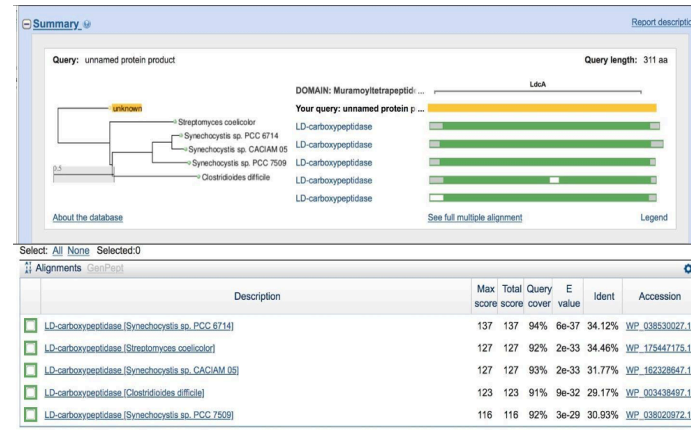 Summary
Report descriptio
Query: unnamed protein product
Query length: 311 aa
LdcA
DOMAIN: Muramoyltetrapeptid ...
unknown
Your query: unnamed protein p ...
Streptomyces coelicolor
LD-carboxypeptidase
Synechocystis sp. PCC 6714
LD-carboxypeptidase
Synechocystis sp. CACIAM 05
Synechocystis sp. PCC 7509
LD-carboxypeptidase
0.5
Clostridioides difficile
LD-carboxypeptidase
LD-carboxypeptidase
About the database
See full multiple alignment
Legend
Select: All None Selected:0
Alignments GenPept
Description Max score Total score Query cover E value Ident Accession
LD-carboxypeptidase [Synechocystis sp. PCC 6714] 137 137 94% 6e-37 34.12% WP_038530027.1
LD-carboxypeptidase [Streptomyces coelicolor] 127 127 92% 2e-33 34.46% WP_175447175.1
LD-carboxypeptidase [Synechocystis sp. CACIAM 05] 127 127 93% 2e-33 31.77% WP_162328647.1
LD-carboxypeptidase [Clostridioides difficile] 123 123 91% 9e-32 29.17% WP_003438497.1
LD-carboxypeptidase [Synechocystis sp. PCC 7509] 116 116 92% 3e-29 30.93% WP_038020972.1